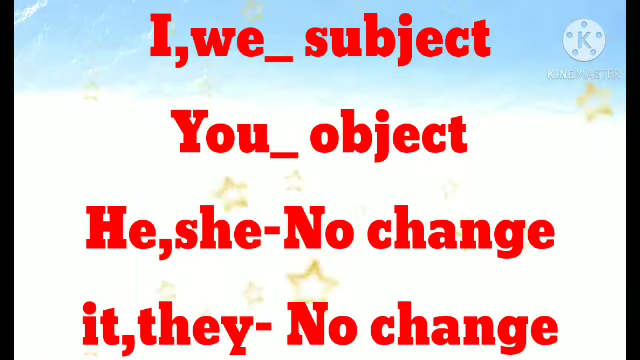 I,we_ subject
KINEMASTER
You_ object
He,she-No change
it,they- No change